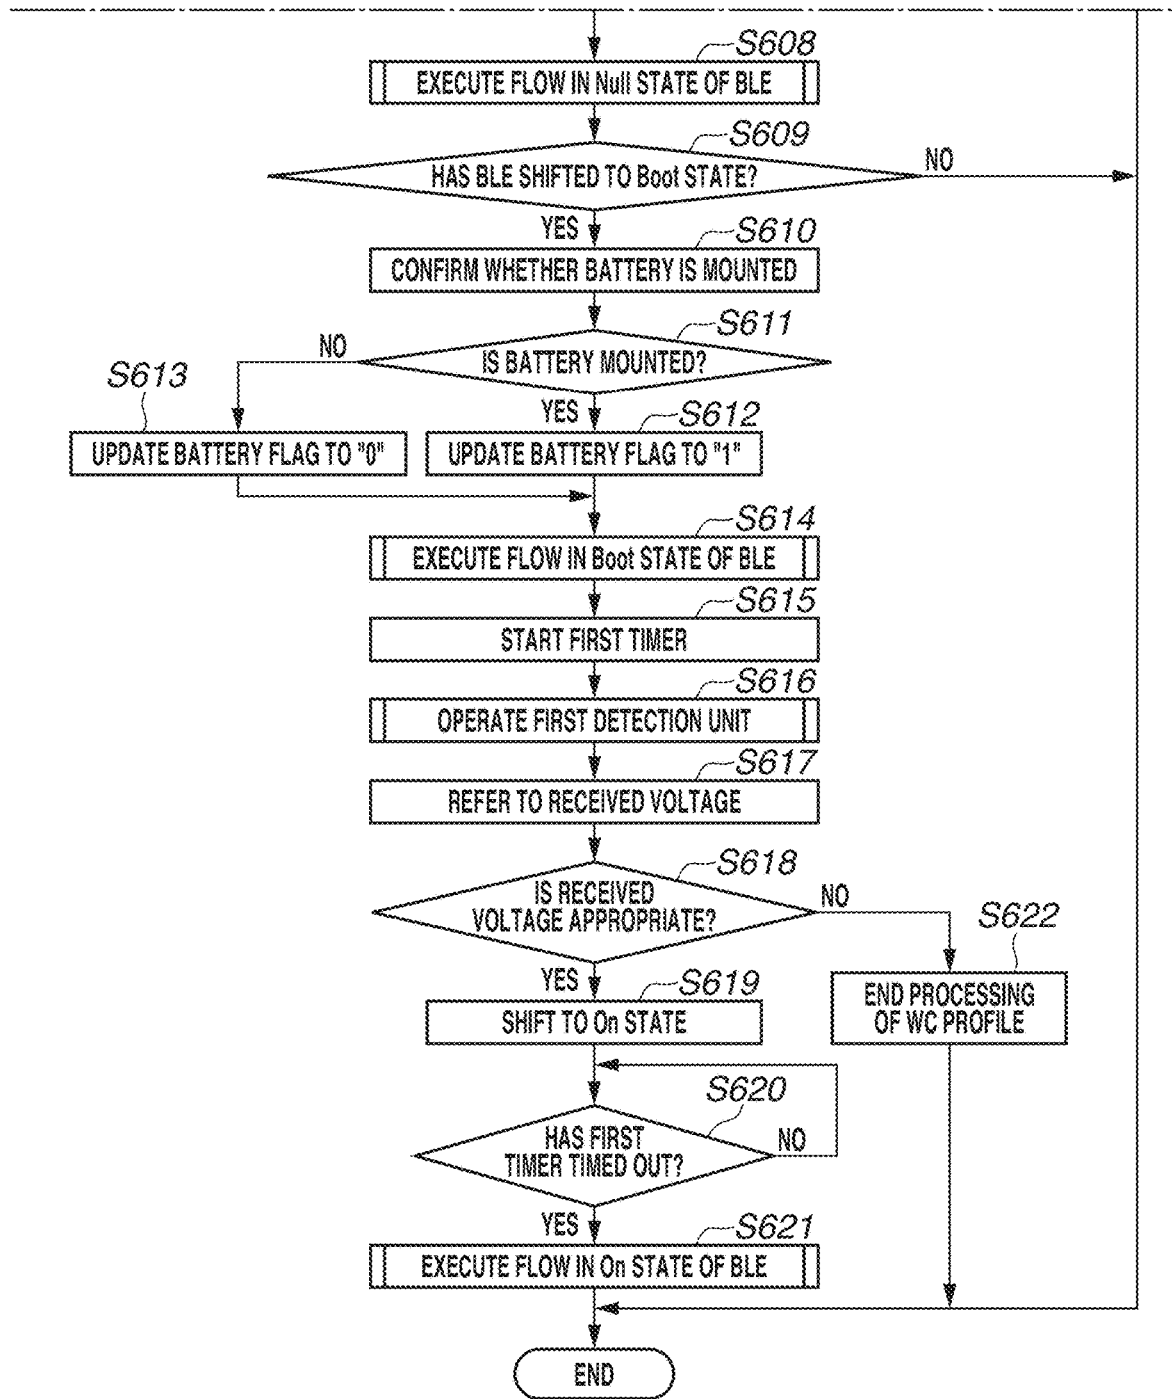 S608
EXECUTE FLOW IN Null STATE OF BLE
S609
HAS BLE SHIFTED TO Boot STATE?
NO
YES
S610
CONFIRM WHETHER BATTERY IS MOUNTED
S611
IS BATTERY MOUNTED?
NO
YES
S613
S612
UPDATE BATTERY FLAG TO "0"
UPDATE BATTERY FLAG TO "1"
S614
EXECUTE FLOW IN Boot STATE OF BLE
S615
START FIRST TIMER
S616
OPERATE FIRST DETECTION UNIT
S617
REFER TO RECEIVED VOLTAGE
S618
IS RECEIVED
VOLTAGE APPROPRIATE?
NO
YES
S622
END PROCESSING
OF WC PROFILE
S619
SHIFT TO On STATE
S620
HAS FIRST
TIMER TIMED OUT?
NO
YES
S621
EXECUTE FLOW IN On STATE OF BLE
END